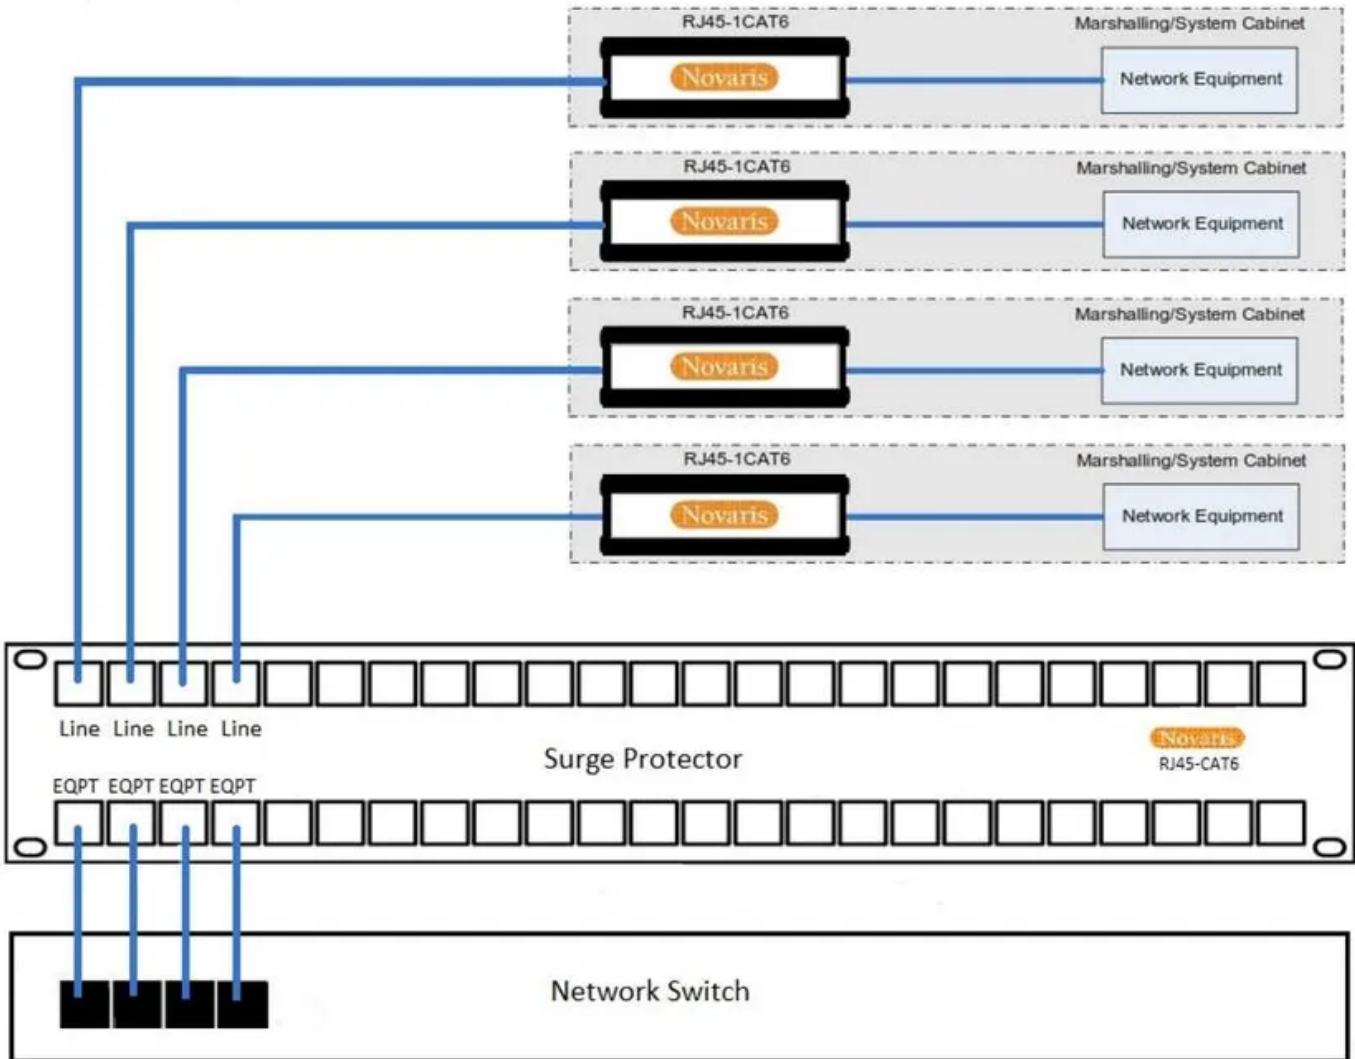 RJ45-1CAT6
Marshalling/System Cabinet
Novaris
Network Equipment
RJ45-1CAT6
Marshalling/System Cabinet
Novaris
Network Equipment
RJ45-1CAT6
Marshalling/System Cabinet
Novaris
Network Equipment
RJ45-1CAT6
Marshalling/System Cabinet
Novaris
Network Equipment
Line Line Line Line
Surge Protector
Novaris
RJ45-CAT6
EQPT EQPT EQPT EQPT
Network Switch